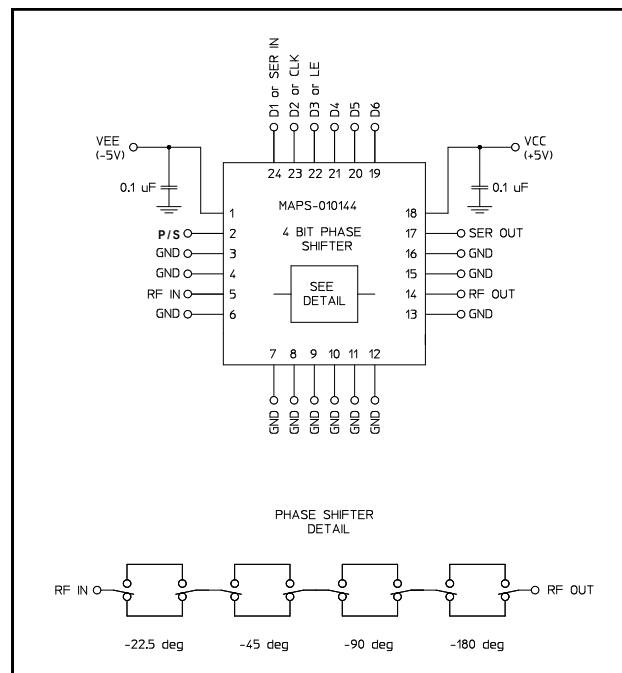 D1 or SER IN
D2 or CLK
D3 or LE
D4
D5
D6
VEE
(-5V)
VCC
(+5V)
0.1 uF
0.1 uF
24 23 22 21 20 19
MAPS-010144
4 BIT PHASE
SHIFTER
SEE
DETAIL
1
P/S 2
GND 3
GND 4
RF IN 5
GND 6
18
17 SER OUT
16 GND
15 GND
14 RF OUT
13 GND
7 8 9 10 11 12
GND GND GND GND GND GND
PHASE SHIFTER
DETAIL
RF IN
RF OUT
-22.5 deg -45 deg -90 deg -180 deg